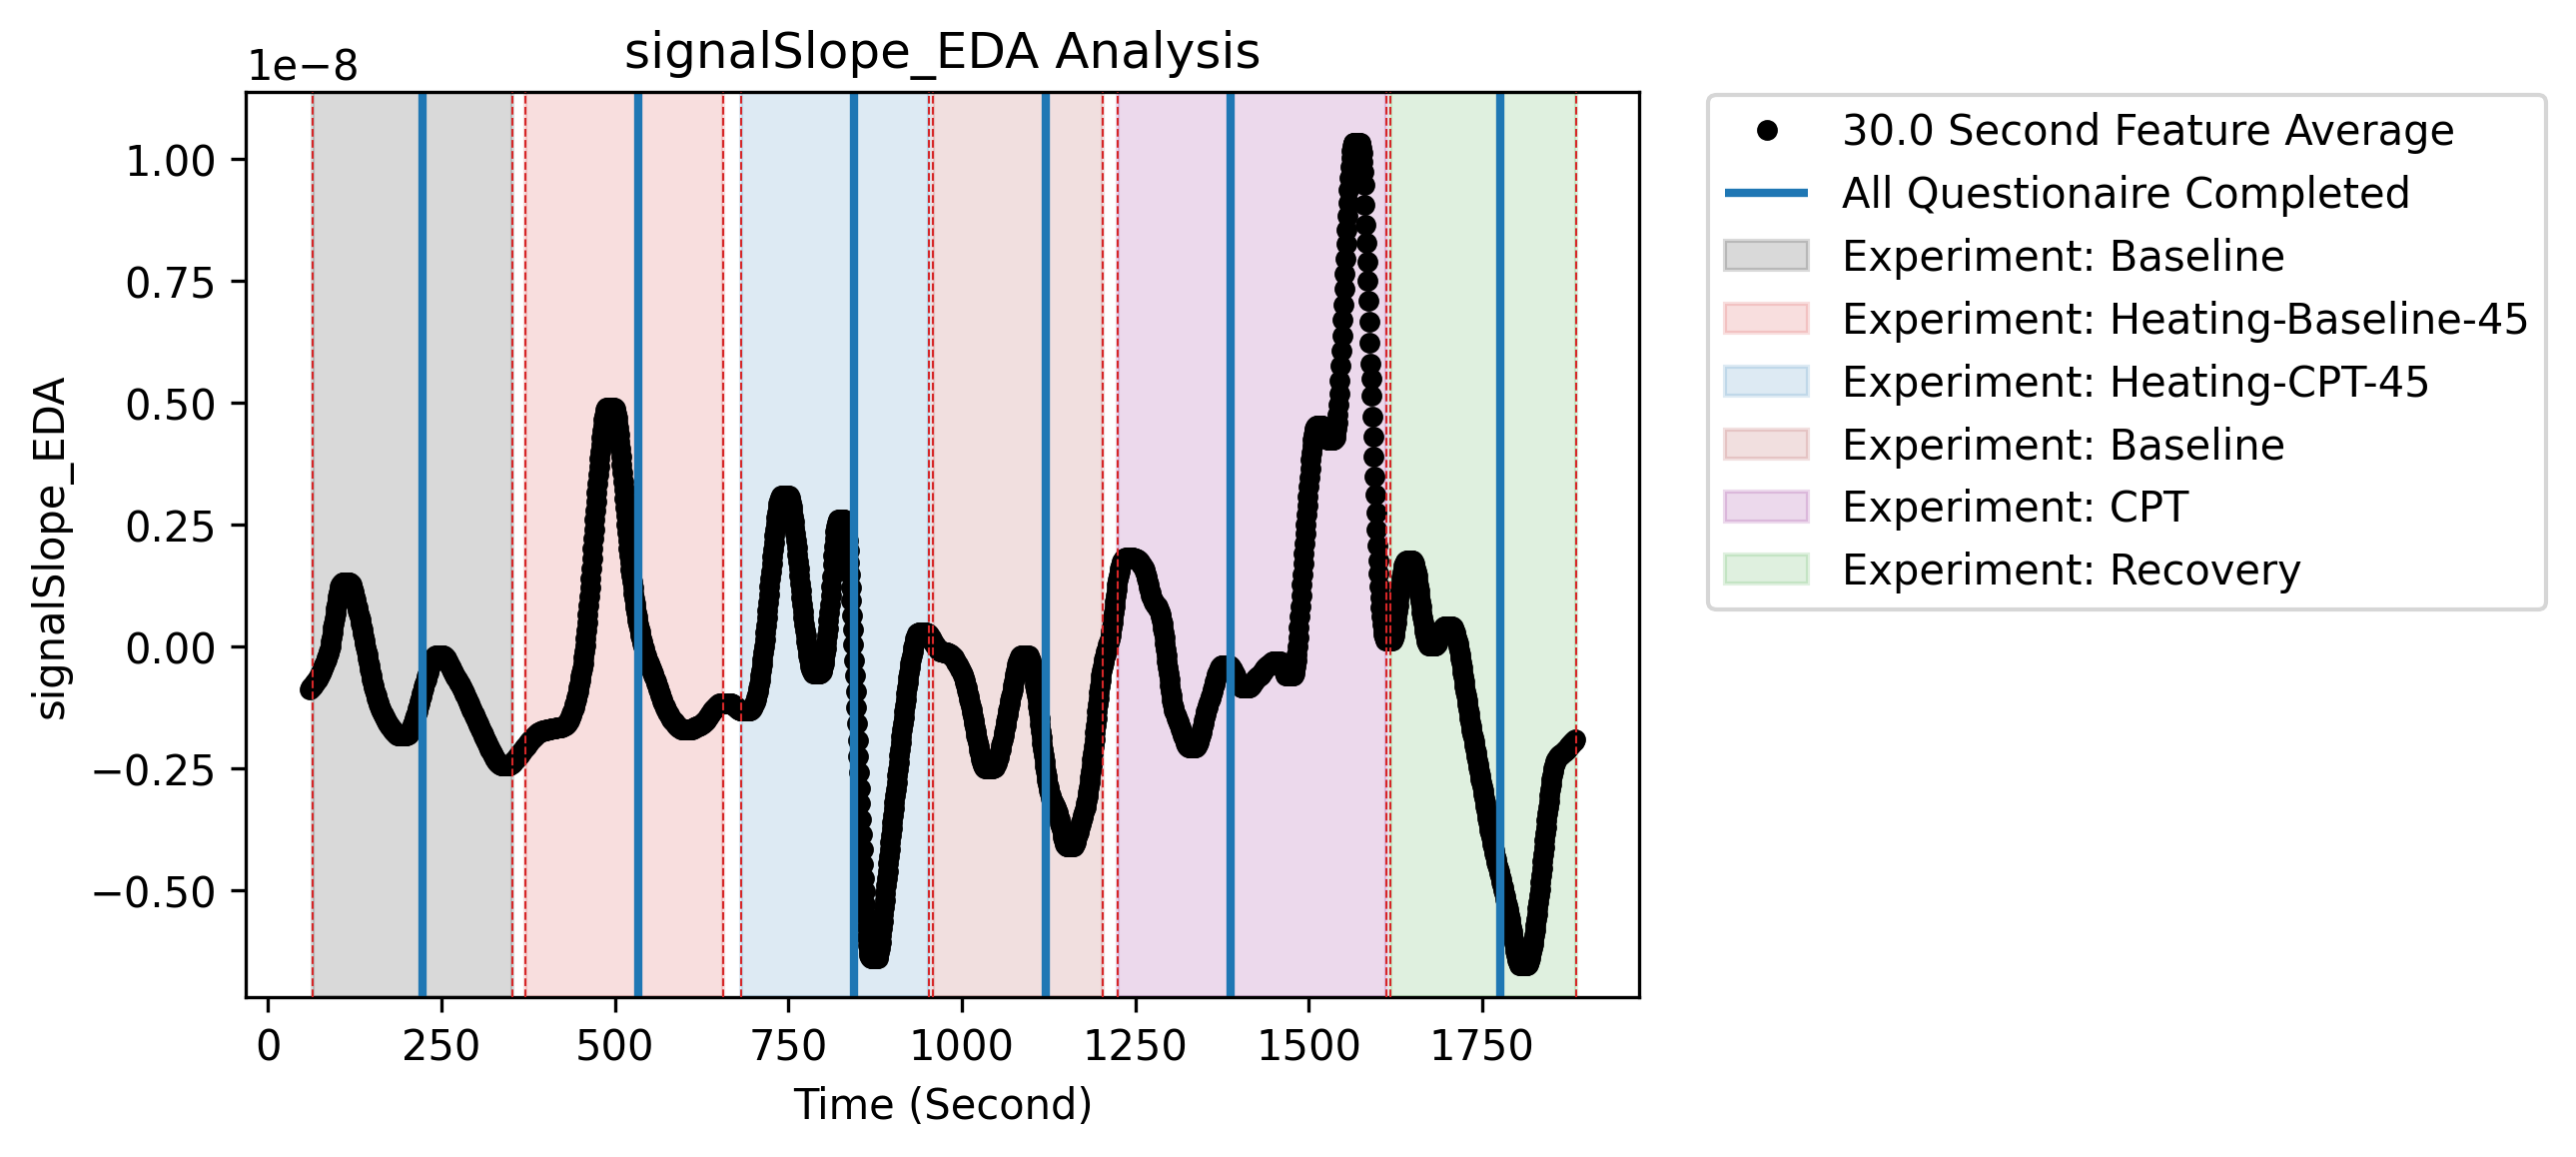 signalSlope_EDA Analysis
1e−8
1.00
0.75
0.50
0.25
0.00
−0.25
−0.50
signalSlope_EDA
0 250 500 750 1000 1250 1500 1750
Time (Second)
30.0 Second Feature Average
All Questionaire Completed
Experiment: Baseline
Experiment: Heating-Baseline-45
Experiment: Heating-CPT-45
Experiment: Baseline
Experiment: CPT
Experiment: Recovery